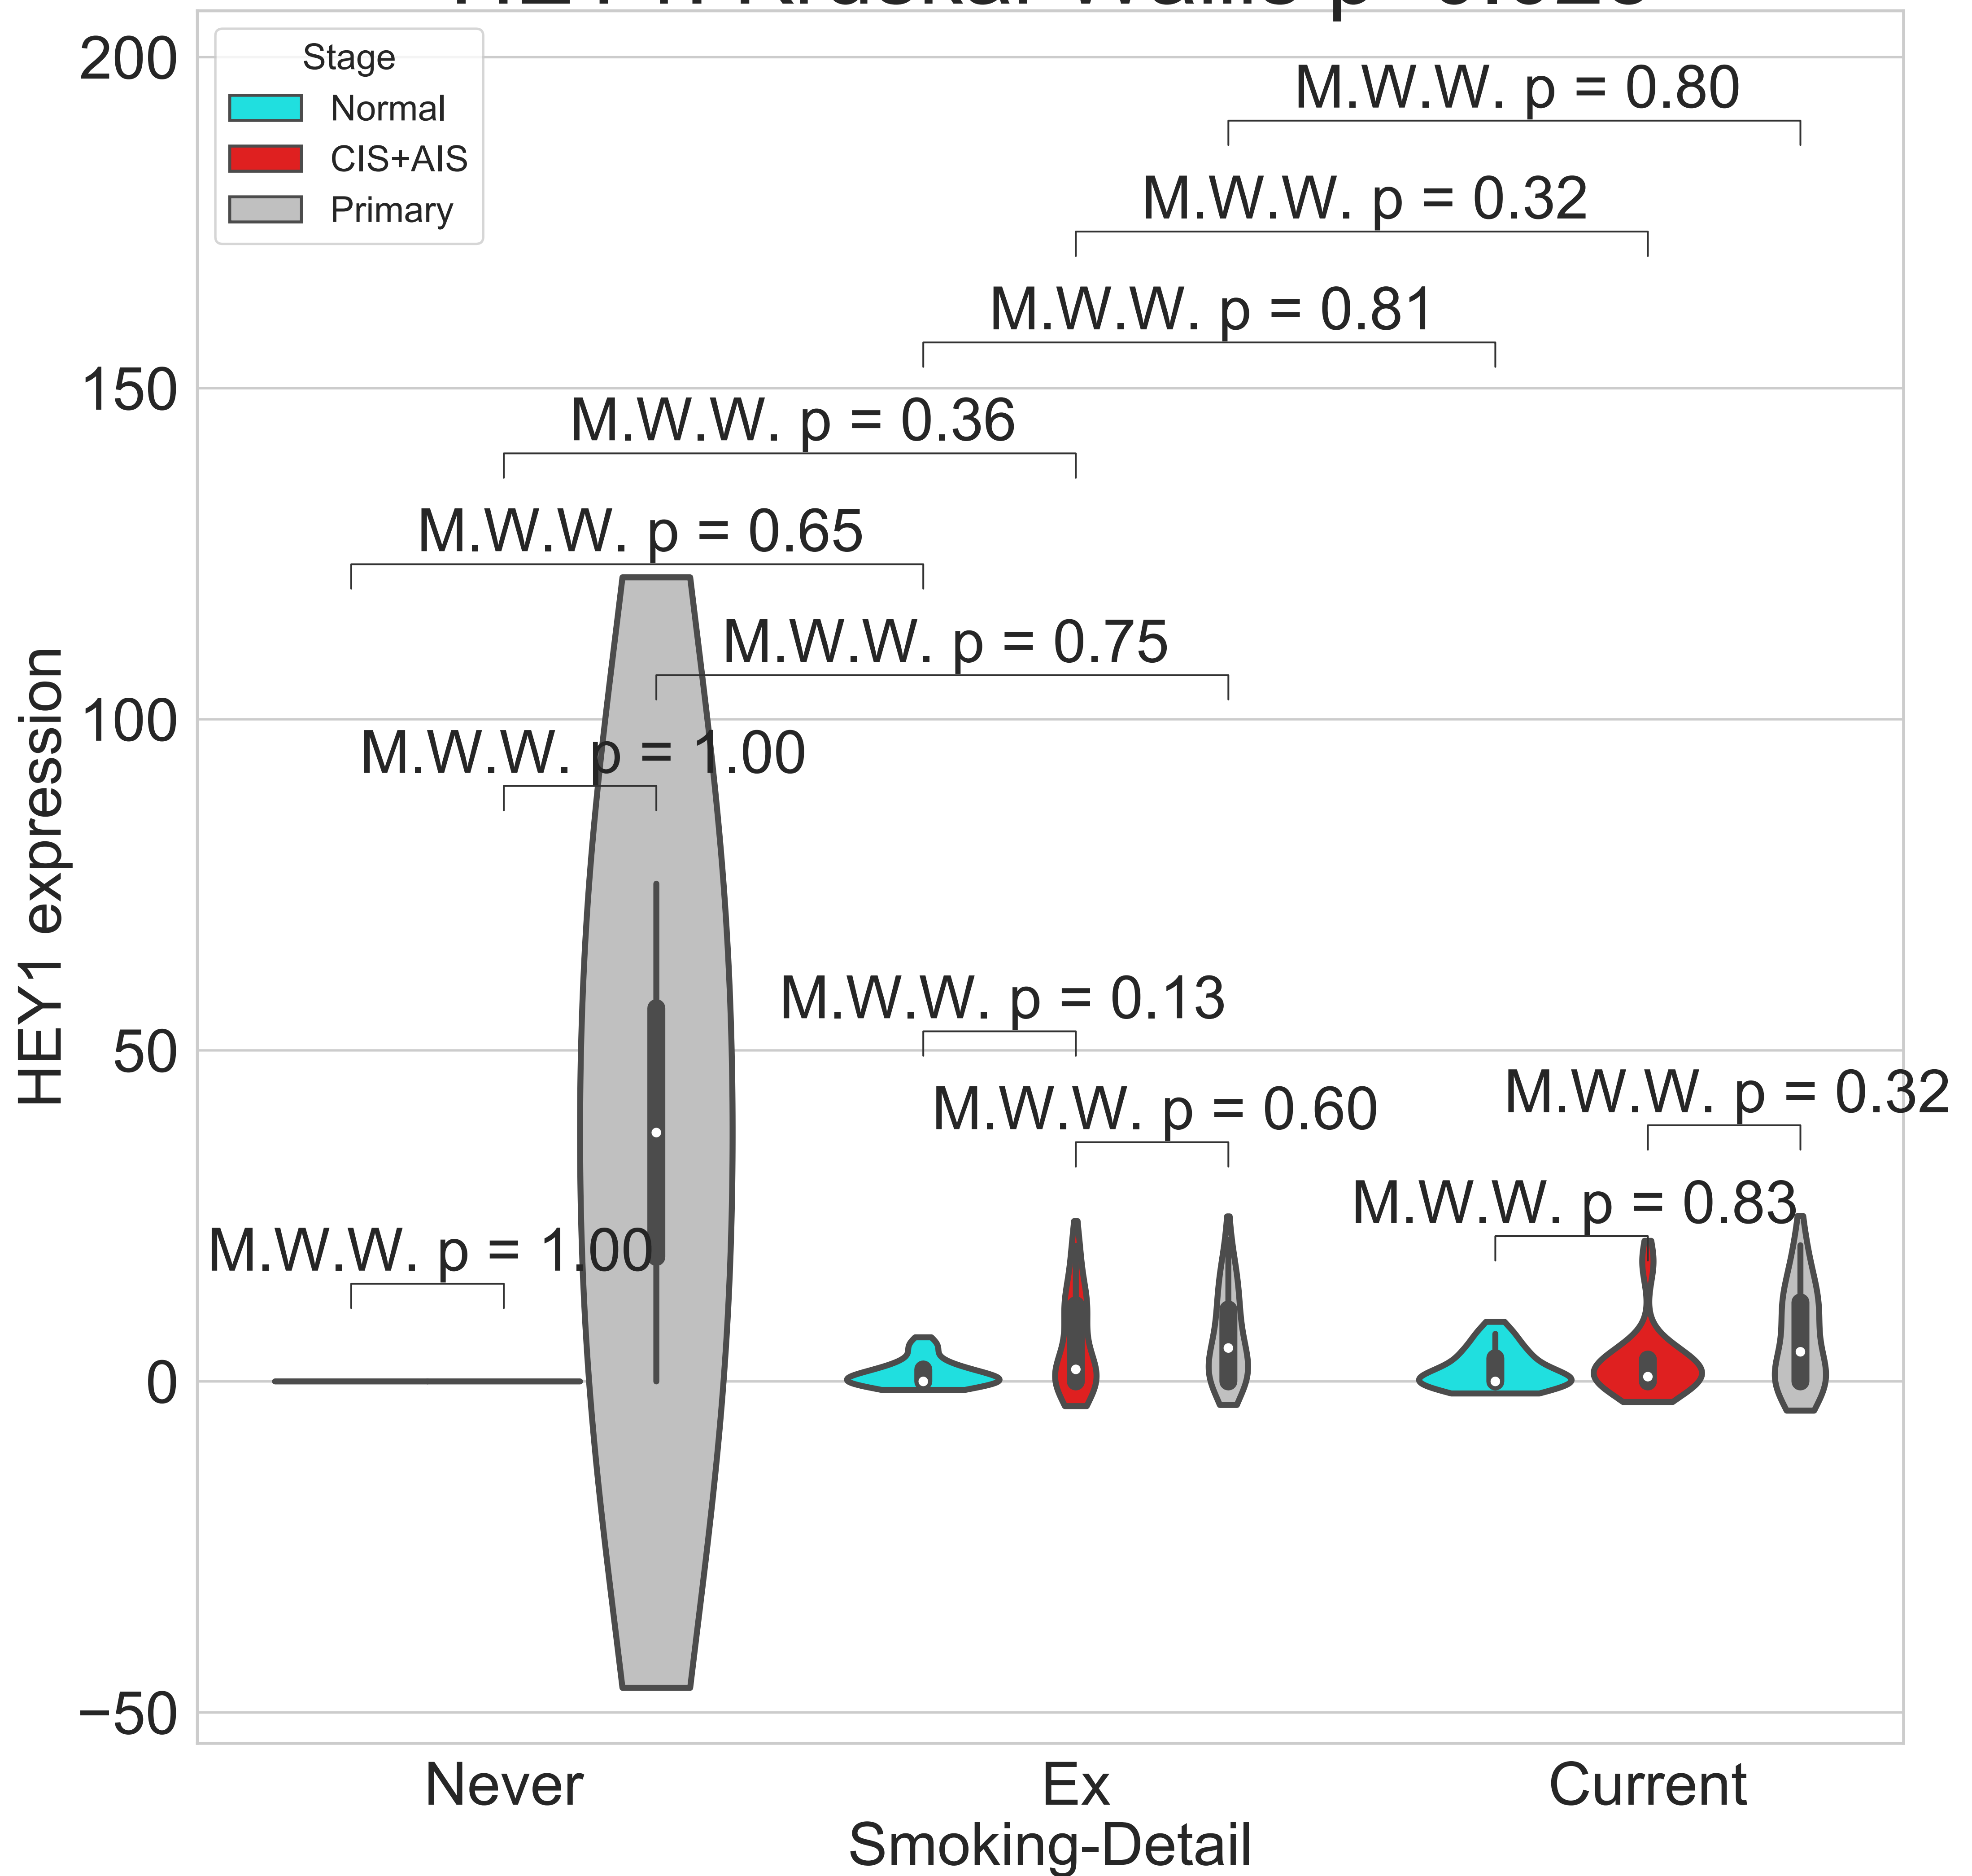 200
150
100
50
0
−50
HEY1 expression
Stage
Normal
CIS+AIS
Primary
M.W.W. p = 0.80
M.W.W. p = 0.32
M.W.W. p = 0.81
M.W.W. p = 0.36
M.W.W. p = 0.65
M.W.W. p = 0.75
M.W.W. p = 1.00
M.W.W. p = 0.13
M.W.W. p = 0.60
M.W.W. p = 0.32
M.W.W. p = 0.83
M.W.W. p = 1.00
Never
Ex
Current
Smoking-Detail